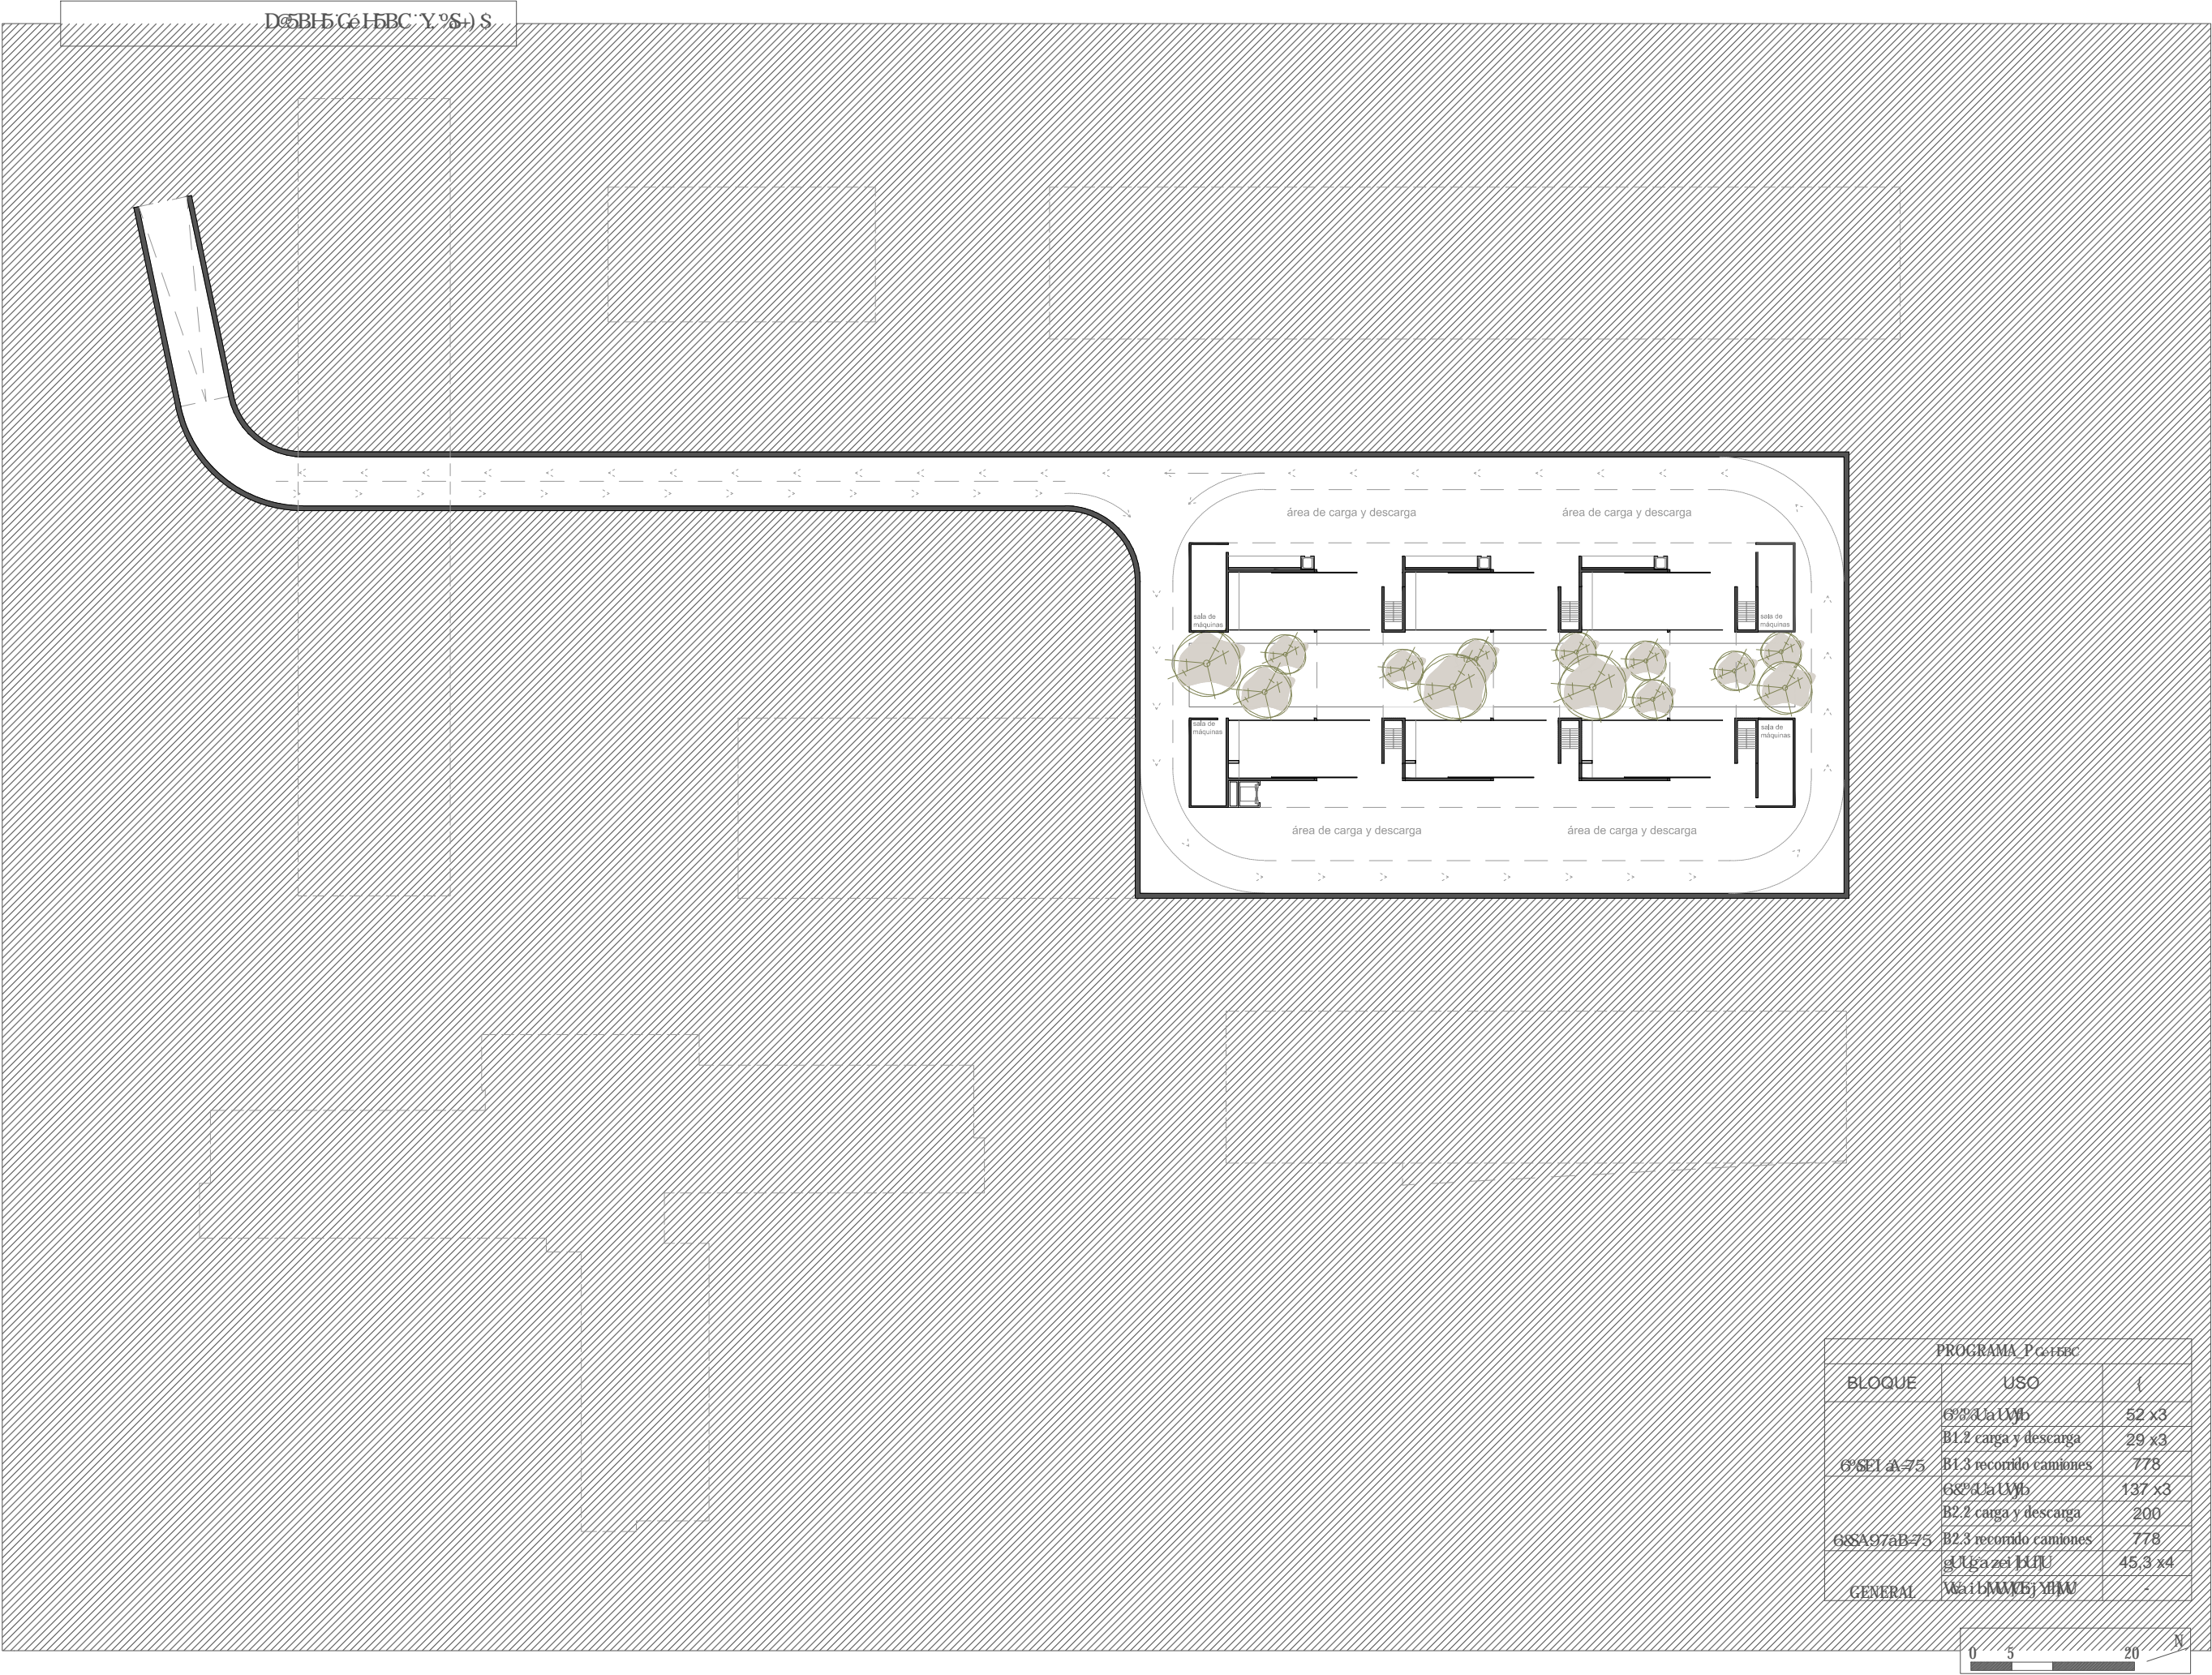 área de carga y descarga área de carga y descarga
sala de
máquinas
sala de
máquinas
sala de
máquinas
sala de
máquinas
área de carga y descarga área de carga y descarga
PROGRAMA_P
BLOQUE USO (
52 x3
B1.2 carga y descarga 29 x3
B1.3 recorrido camiones 778
137 x3
B2.2 carga y descarga 200
B2.3 recorrido camiones 778
45,3 x4
GENERAL -
0 5 20 N